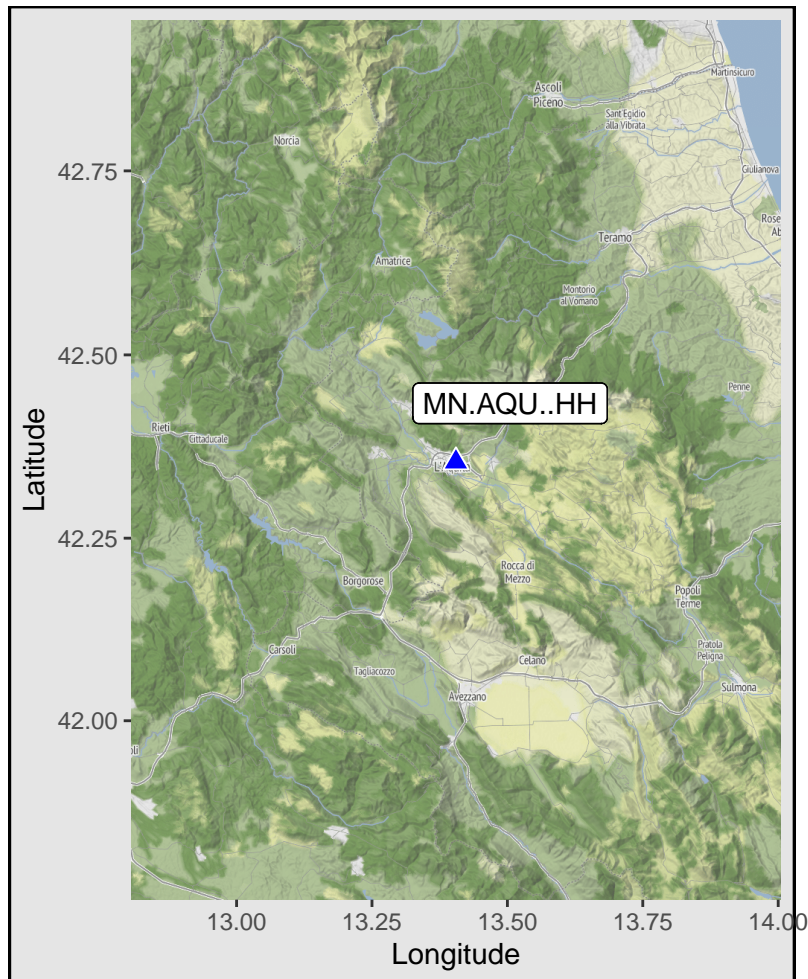 Martinsicuro
Ascoli
Piceno
Sant'Egidio
alla Vibrata
Norcia
42.75
Giulianova
Teramo
Amatrice
Montorio
al Vomano
42.50
Penne
MN.AQU..HH
Rieti
Cittaducale
Latitude
42.25
Rocca di
Mezzo
Borgorose
Popoli
Terme
Carsoli
Pratola
Peligna
Celano
Tagliacozzo
Sulmona
Avezzano
42.00
13.00
13.25
13.50
13.75
14.00
Longitude